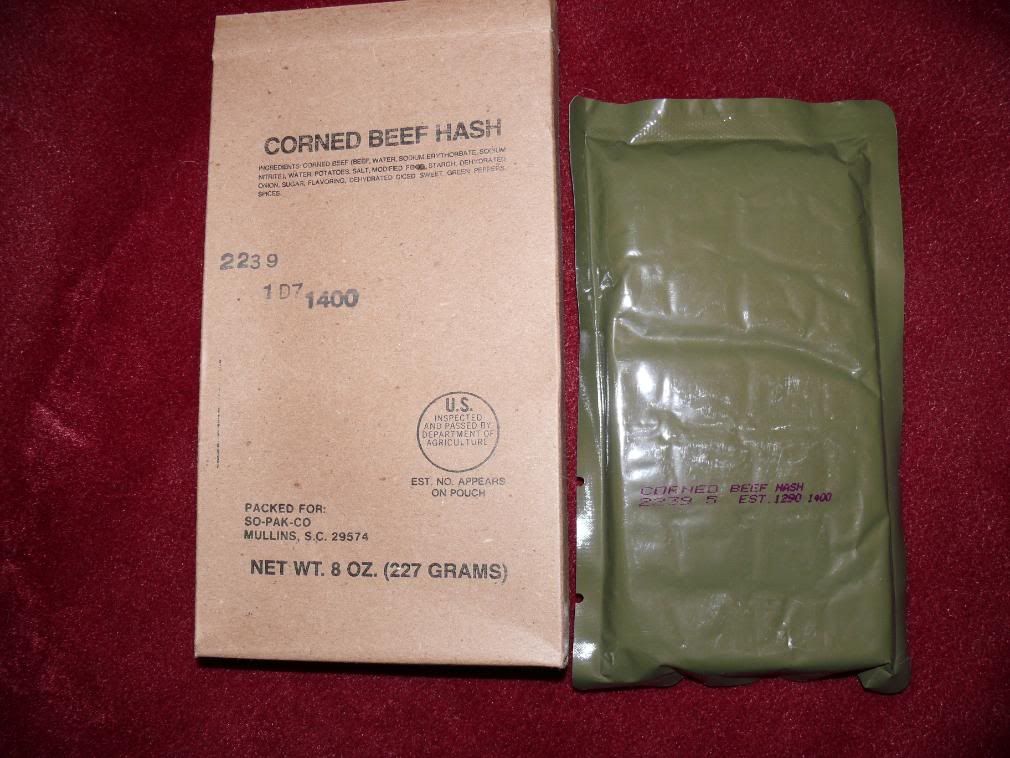 CORNED BEEF HASH
INGREDIENTS: CORNED BEEF (BEEF, WATER, SODIUM ERYTHORBATE, SODIUM
NITRITE), WATER, POTATOES, SALT, MODIFIED FOOD STARCH, DEHYDRATED
ONION, SUGAR, FLAVORING, DEHYDRATED DICED SWEET GREEN PEPPERS,
SPICES.
2239
1D7 1400
U.S.
INSPECTED
AND PASSED BY
DEPARTMENT OF
AGRICULTURE
EST. NO. APPEARS
ON POUCH
PACKED FOR:
SO-PAK-CO
MULLINS, S.C. 29574
NET WT. 8 OZ. (227 GRAMS)
CORNED BEEF HASH
2239 5 EST.1290 1400